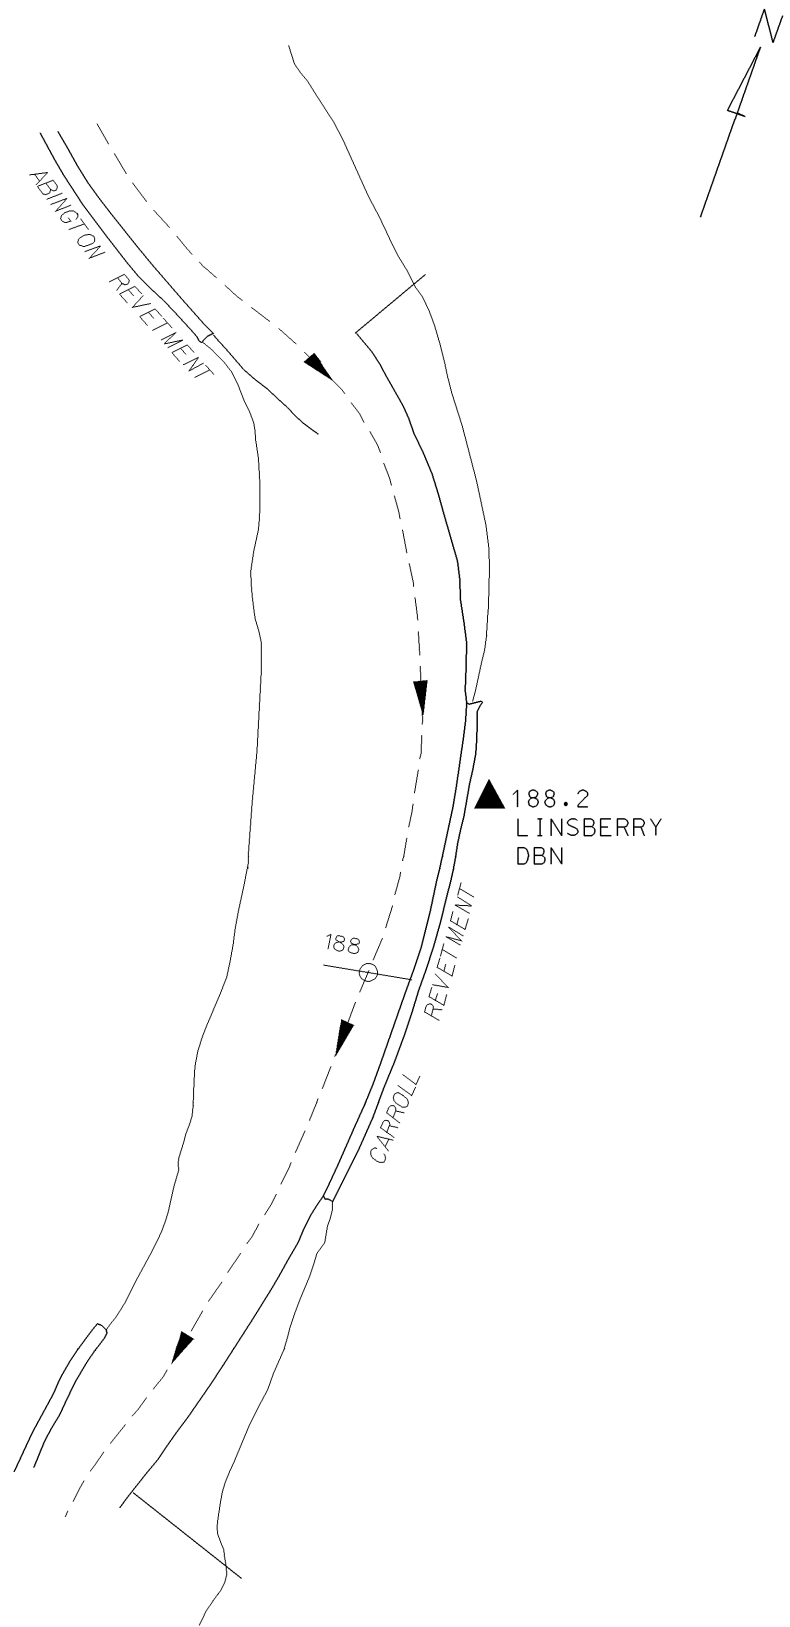 N
ABINGTON REVETMENT
188.2
LINSBERRY
DBN
188
CARROLL REVETMENT